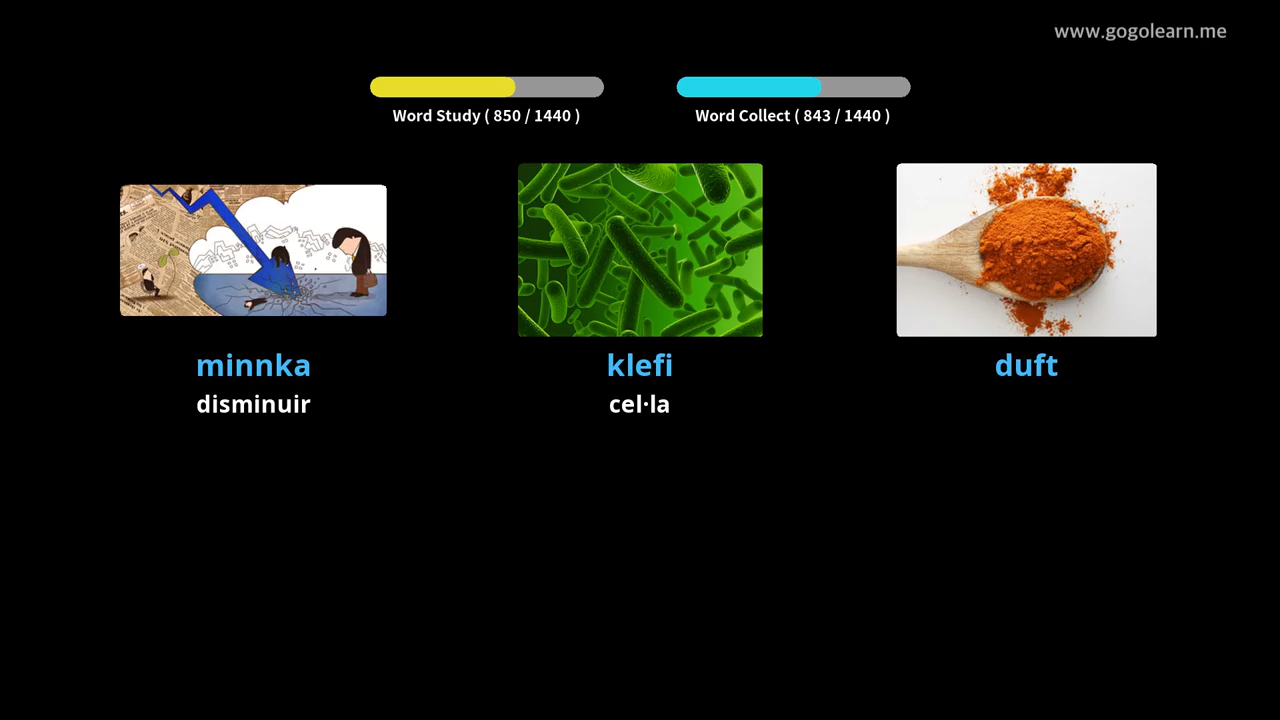 www.gogolearn.me
Word Study ( 850 / 1440 )
Word Collect ( 843 / 1440 )
minnka
disminuir
klefi
cel·la
duft